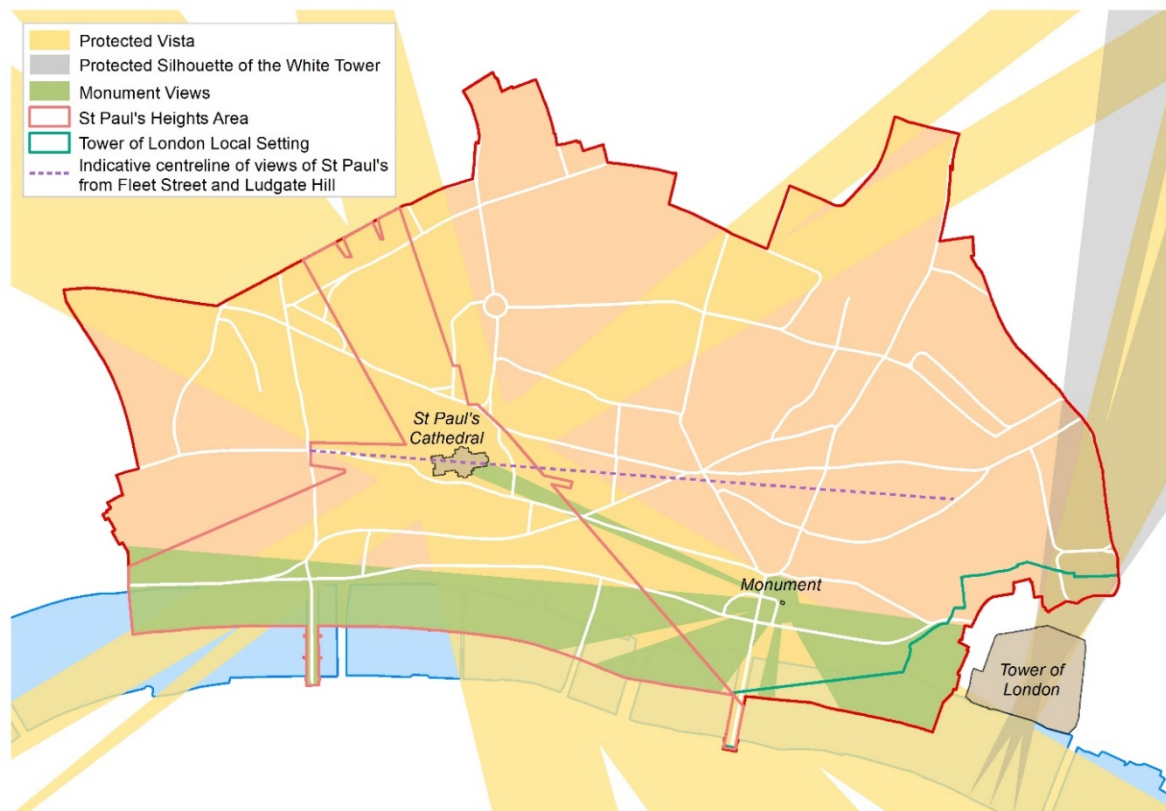 Protected Vista
Protected Silhouette of the White Tower
Monument Views
St Paul's Heights Area
Tower of London Local Setting
Indicative centreline of views of St Paul's
from Fleet Street and Ludgate Hill
St Paul's
Cathedral
Monument
Tower of
London